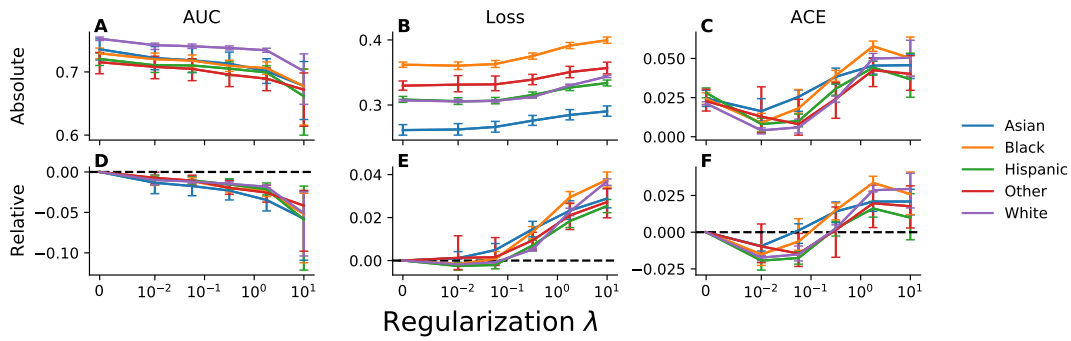 AUC
Loss
ACE
A
B
C
Absolute
0.7
0.6
0.4
0.3
0.050
0.025
0.000
D
E
F
Relative
0.00
−0.05
−0.10
0.04
0.02
0.00
0.025
0.000
−0.025
0 10⁻² 10⁻¹ 10⁰ 10¹
0 10⁻² 10⁻¹ 10⁰ 10¹
0 10⁻² 10⁻¹ 10⁰ 10¹
Regularization λ
Asian
Black
Hispanic
Other
White